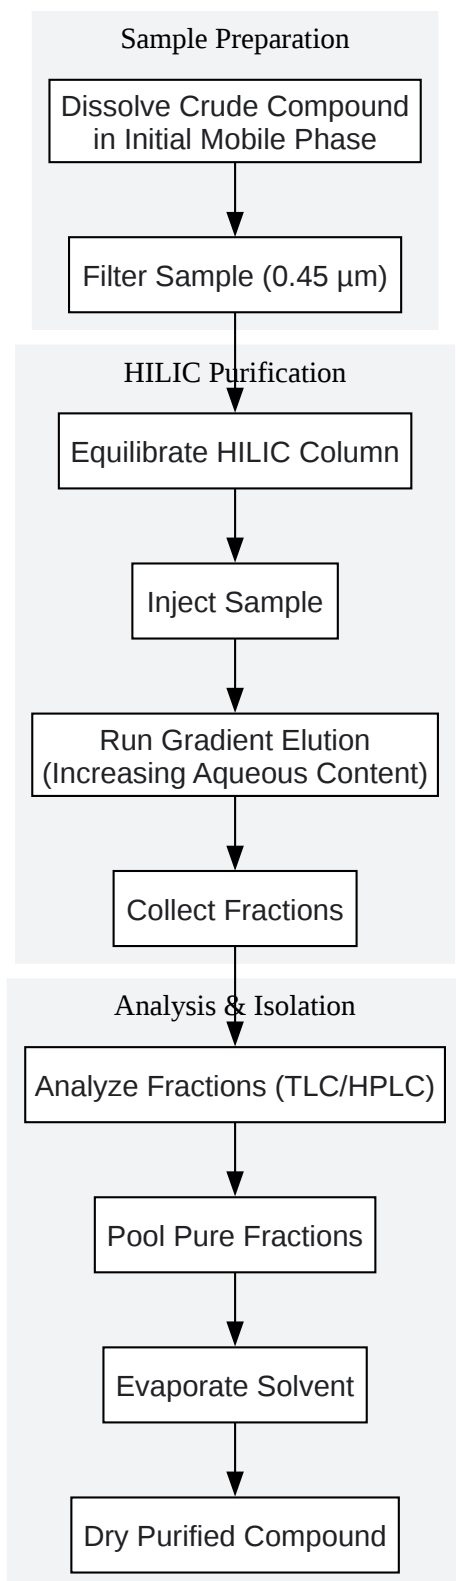 Sample Preparation
Dissolve Crude Compound
in Initial Mobile Phase
Filter Sample (0.45 µm)
HILIC Purification
Equilibrate HILIC Column
Inject Sample
Run Gradient Elution
(Increasing Aqueous Content)
Collect Fractions
Analysis & Isolation
Analyze Fractions (TLC/HPLC)
Pool Pure Fractions
Evaporate Solvent
Dry Purified Compound